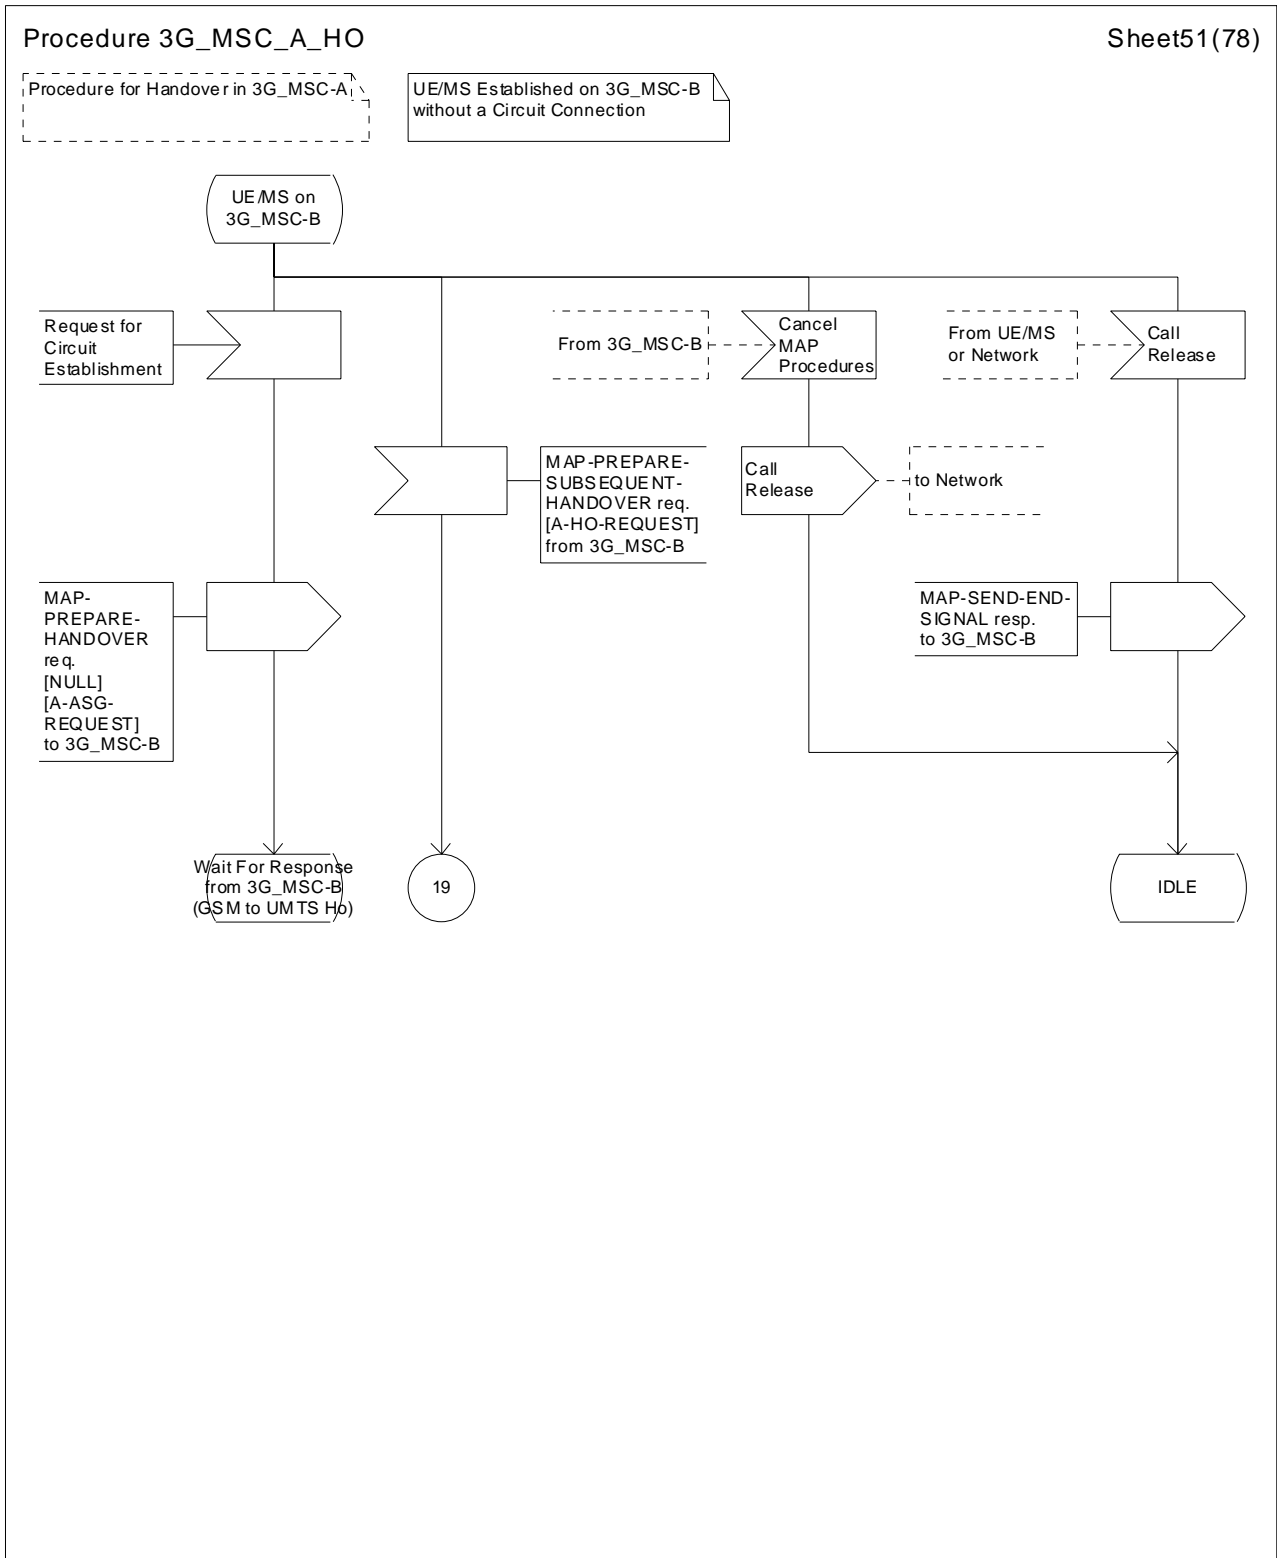 Procedure 3G_MSC_A_HO
Sheet51(78)
Procedure for Handover in 3G_MSC-A
UE/MS Established on 3G_MSC-B
without a Circuit Connection
UE/MS on
3G_MSC-B
Request for
Circuit
Establishment
From 3G_MSC-B
Cancel
MAP
Procedures
From UE/MS
or Network
Call
Release
MAP-PREPARE-
SUBSEQUENT-
HANDOVER req.
[A-HO-REQUEST]
from 3G_MSC-B
Call
Release
to Network
MAP-
PREPARE-
HANDOVER
req.
[NULL]
[A-ASG-
REQUEST]
to 3G_MSC-B
MAP-SEND-END-
SIGNAL resp.
to 3G_MSC-B
Wait For Response
from 3G_MSC-B
(GSM to UMTS Ho)
19
IDLE